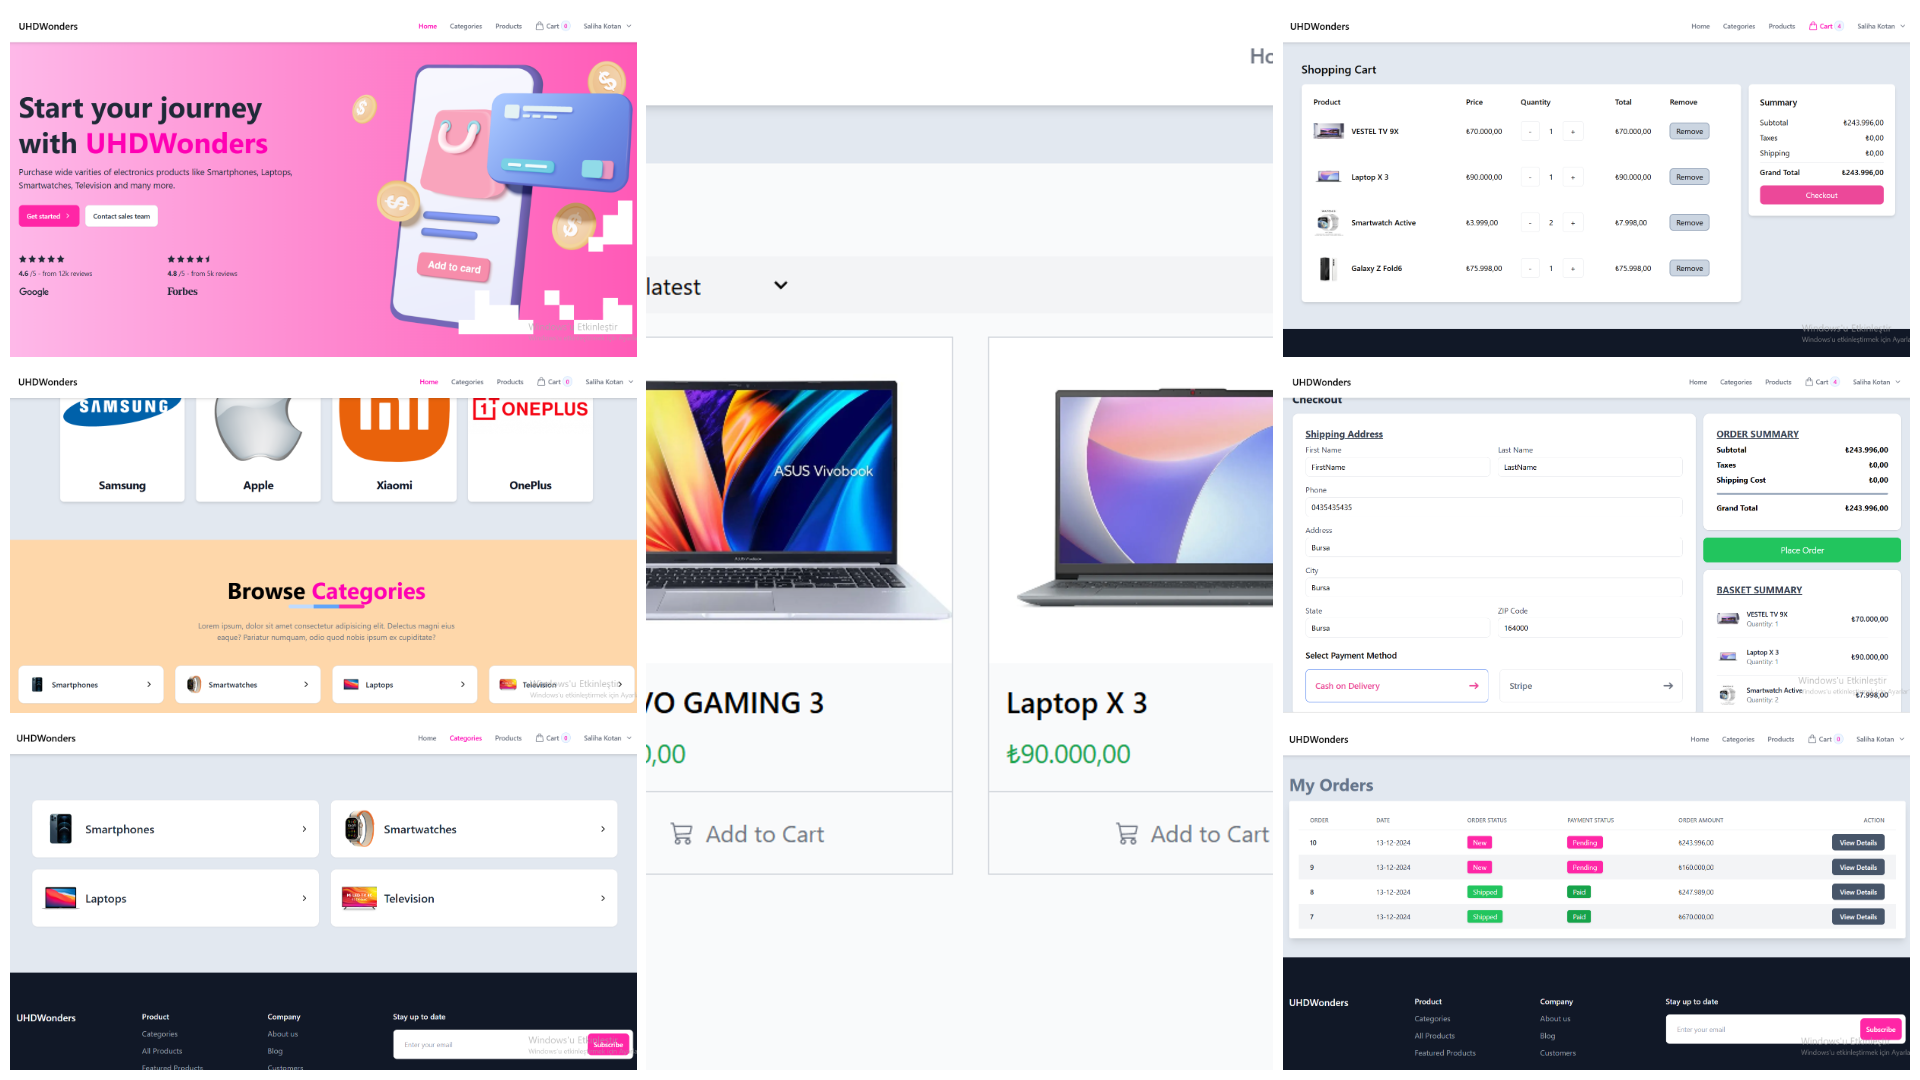 UHDWonders
Home Categories Products Cart 0 Saliha Kotan
Start your journey
with UHDWonders
Purchase wide varities of electronics products like Smartphones, Laptops,
Smartwatches, Television and many more.
Get started Contact sales team
4.6 /5 - from 12k reviews 4.8 /5 - from 5k reviews
Google Forbes
Add to card
Windows'u Etkinleştir
UHDWonders
Home Categories Products Cart 0 Saliha Kotan
SAMSUNG
1+ ONEPLUS
Samsung Apple Xiaomi OnePlus
Browse Categories
Lorem ipsum, dolor sit amet consectetur adipisicing elit. Delectus magni eius
eaque? Pariatur numquam, odio quod nobis ipsum ex cupiditate?
Smartphones Smartwatches Laptops Television
Windows'u Etkinleştir
Windows'u etkinleştirmek için Ayarla
UHDWonders
Home Categories Products Cart 0 Saliha Kotan
Smartphones Smartwatches
Laptops Television
UHDWonders
Product
Categories
All Products
Featured Products
Company
About us
Blog
Customers
Stay up to date
Enter your email Subscribe
Windows'u Etkinleştir
Windows'u etkinleştirmek için
Ho
latest
ASUS Vivobook
VO GAMING 3
0,00
Add to Cart
Laptop X 3
₺90.000,00
Add to Cart
UHDWonders
Home Categories Products Cart 4 Saliha Kotan
Shopping Cart
Product Price Quantity Total Remove
VESTEL TV 9X ₺70.000,00 - 1 + ₺70.000,00 Remove
Laptop X 3 ₺90.000,00 - 1 + ₺90.000,00 Remove
Smartwatch Active ₺3.999,00 - 2 + ₺7.998,00 Remove
Galaxy Z Fold6 ₺75.998,00 - 1 + ₺75.998,00 Remove
Summary
Subtotal ₺243.996,00
Taxes ₺0,00
Shipping ₺0,00
Grand Total ₺243.996,00
Checkout
Windows'u Etkinleştir
Windows'u etkinleştirmek için Ayarla
UHDWonders
Home Categories Products Cart 4 Saliha Kotan
Checkout
Shipping Address
First Name Last Name
FirstName LastName
Phone
0435435435
Address
Bursa
City
Bursa
State ZIP Code
Bursa 164000
Select Payment Method
Cash on Delivery Stripe
ORDER SUMMARY
Subtotal ₺243.996,00
Taxes ₺0,00
Shipping Cost ₺0,00
Grand Total ₺243.996,00
Place Order
BASKET SUMMARY
VESTEL TV 9X
Quantity: 1
₺70.000,00
Laptop X 3
Quantity: 1
₺90.000,00
Smartwatch Active
Quantity: 2
₺7.998,00
Windows'u Etkinleştir
UHDWonders
Home Categories Products Cart 0 Saliha Kotan
My Orders
ORDER DATE ORDER STATUS PAYMENT STATUS ORDER AMOUNT ACTION
10 13-12-2024 New Pending ₺243.996,00 View Details
9 13-12-2024 New Pending ₺160.000,00 View Details
8 13-12-2024 Shipped Paid ₺247.989,00 View Details
7 13-12-2024 Shipped Paid ₺670.000,00 View Details
UHDWonders
Product
Categories
All Products
Featured Products
Company
About us
Blog
Customers
Stay up to date
Enter your email Subscribe
Windows'u Etkinleştir
Windows'u etkinleştirmek için Ayarla